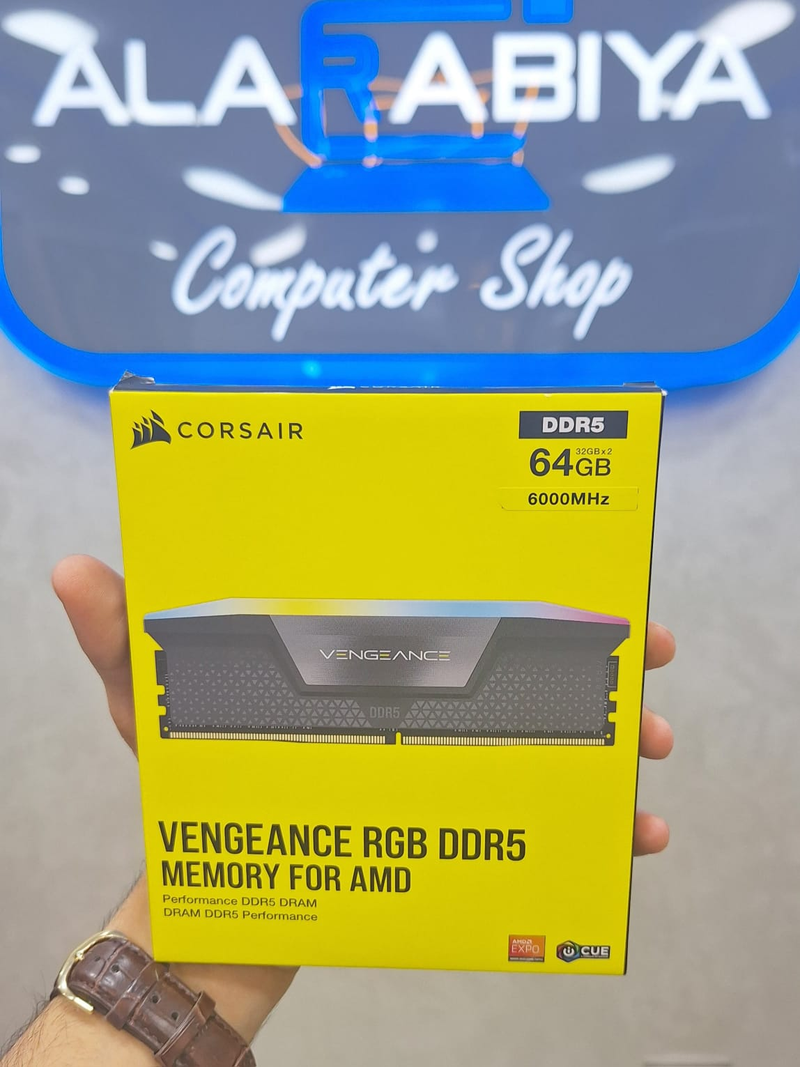 ALARABIYA
Computer Shop
CORSAIR
CORSAIR
DDR5
64GB
32GBx2
6000MHz
VENGEANCE
DDR5
VENGEANCE RGB DDR5
MEMORY FOR AMD
Performance DDR5 DRAM
DRAM DDR5 Performance
AMD
EXPO
iCUE